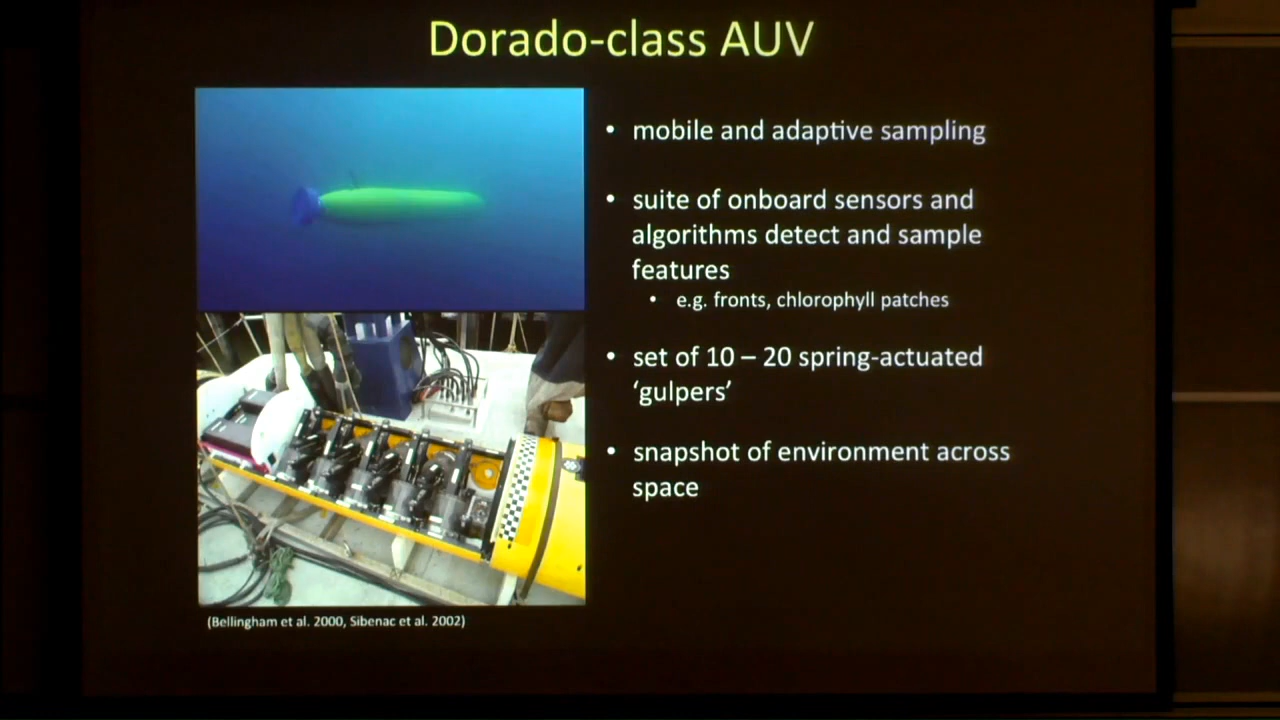 Dorado-class AUV
• mobile and adaptive sampling
• suite of onboard sensors and
algorithms detect and sample
features
• e.g. fronts, chlorophyll patches
• set of 10 – 20 spring-actuated
‘gulpers’
• snapshot of environment across
space
(Bellingham et al. 2000, Sibenac et al. 2002)